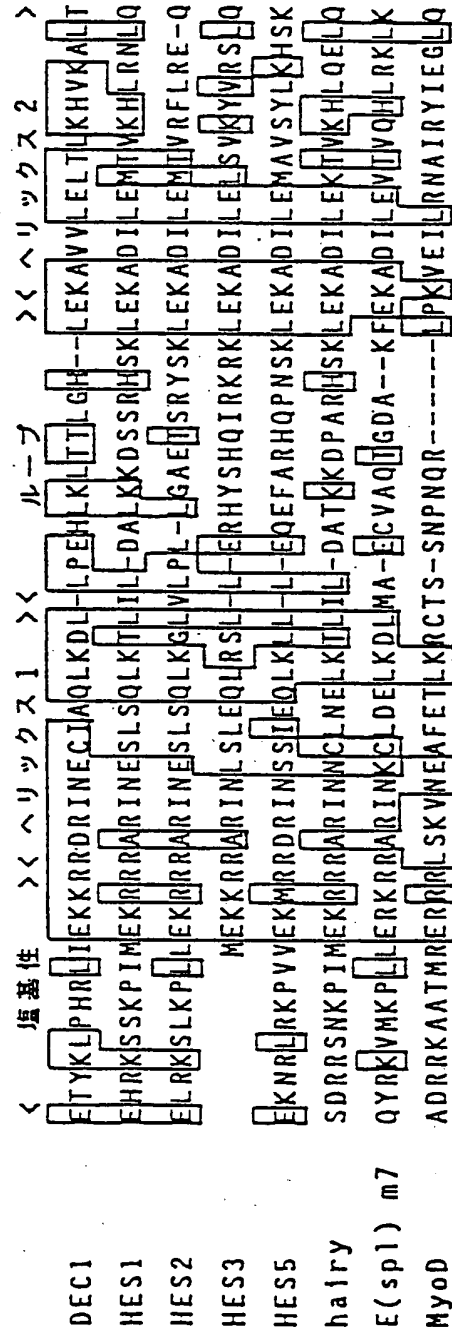 < 塩基性 >< ヘリックス1 >< ループ >< ヘリックス2 >
DEC1 ETYKLPHRLIEKKRRDRINECIAQLKDL-LPEHLKLTTLGH--LEKAVVLELTLKHVKALT
HES1 EHRKSSKPIMEKRRRARINESLSQLKTLIL-DALKKDSSRHSKLEKADILEMTVKHLRNLQ
HES2 ELRKSLKPLLEKRRRARINESLSQLKGLVLPL-LGAETSRYSKLEKADILEMTVRFLRE-Q
HES3 MEKKRRARINLSLEQLRSL-L-ERHYSHQIRKRKLEKADILELSVKYVRSLQ
HES5 EKNRLRKPVVEKMRRDRINSSIEQLKLL-L-EQEFARHQPNSKLEKADILEMAVSYLKHSK
hairy SDRRSNKPIMEKRRRARINNCLNELKTLIL-DATKKDPARHSKLEKADILEKTVKHLQELQ
E(spl) m7 QYRKVMKPLLERKRRARINKCLDELKDLMA-ECVAQTGDA--KFEKADILEVTVQHLRKLK
MyoD ADRRKAATMRERRRLSKVNEAFETLKRCTS-SNPNQR------LPKVEILRNAIRYIEGLQ